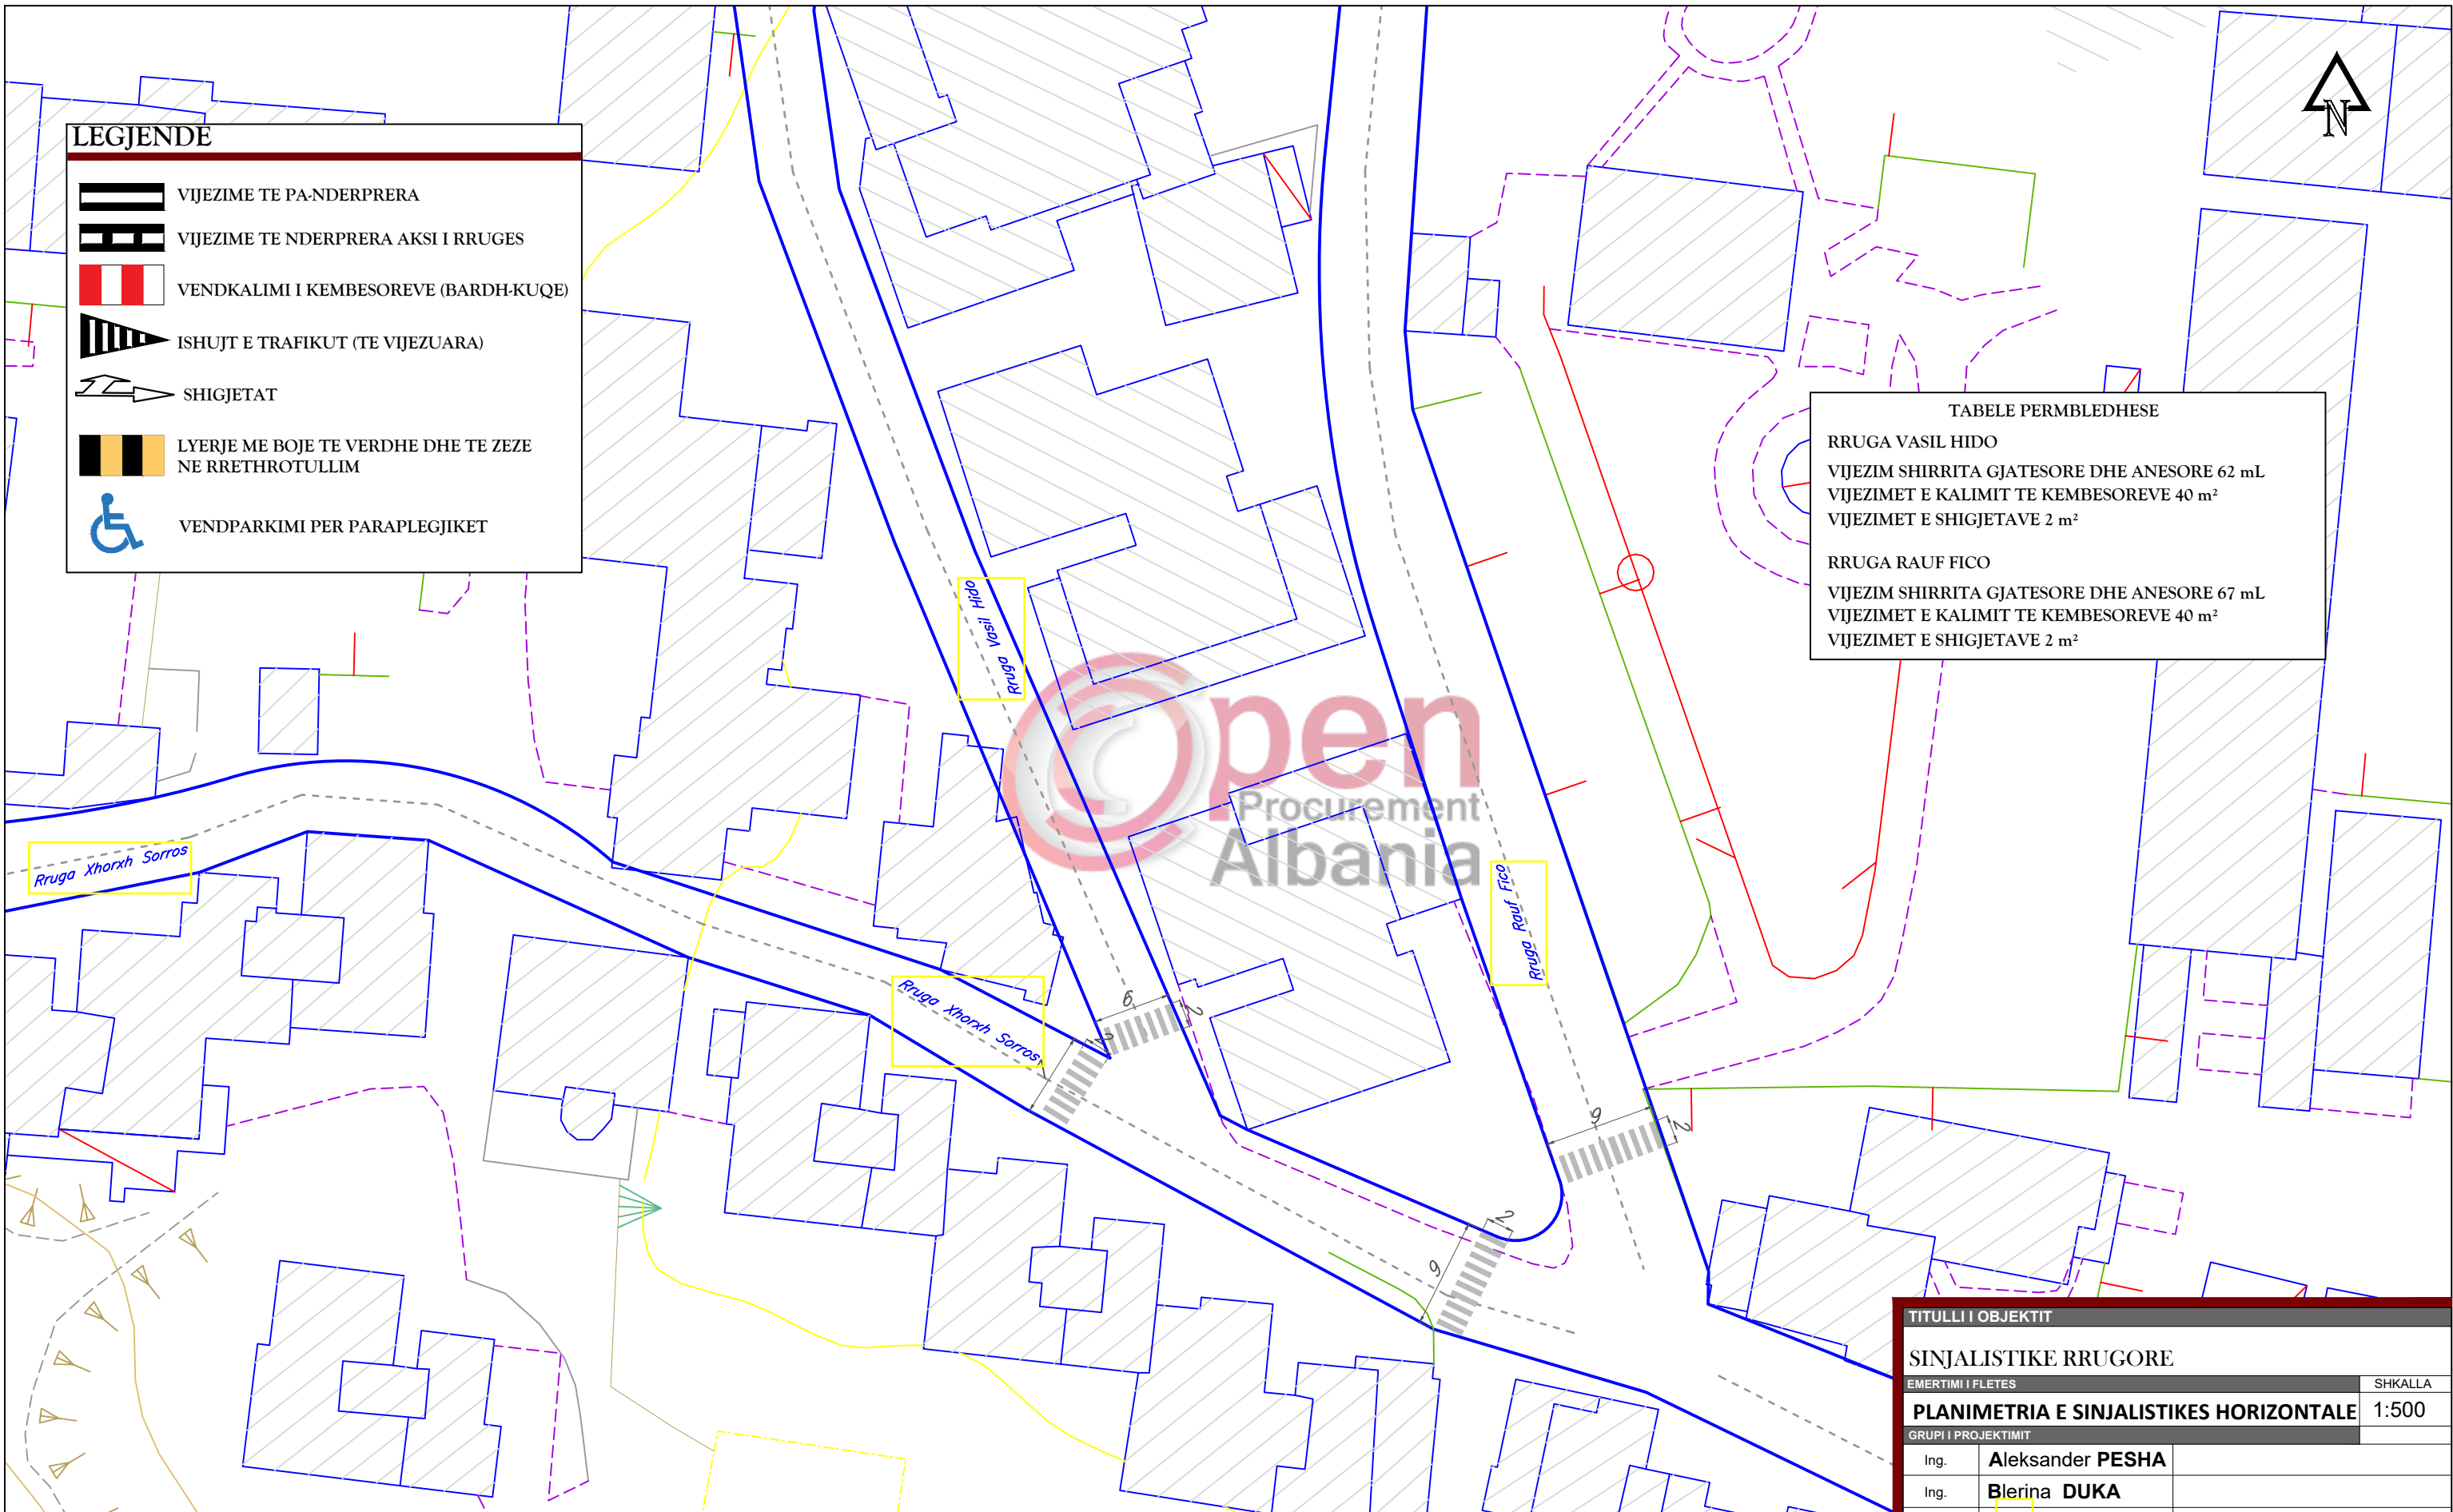 LEGJENDE
VIJEZIME TE PA-NDERPRERA
VIJEZIME TE NDERPRERA AKSI I RRUGES
VENDKALIMI I KEMBESOREVE (BARDH-KUQE)
ISHUJT E TRAFIKUT (TE VIJEZUARA)
SHIGJETAT
LYERJE ME BOJE TE VERDHE DHE TE ZEZE
NE RRETHROTULLIM
VENDPARKIMI PER PARAPLEGJIKET
N
TABELE PERMBLEDHESE
RRUGA VASIL HIDO
VIJEZIM SHIRRITA GJATESORE DHE ANESORE 62 mL
VIJEZIMET E KALIMIT TE KEMBESOREVE 40 m²
VIJEZIMET E SHIGJETAVE 2 m²
RRUGA RAUF FICO
VIJEZIM SHIRRITA GJATESORE DHE ANESORE 67 mL
VIJEZIMET E KALIMIT TE KEMBESOREVE 40 m²
VIJEZIMET E SHIGJETAVE 2 m²
Rruga Vasil Hido
Open
Procurement
Albania
Rruga Xhorxh Sorros
Rruga Rauf Fico
Rruga Xhorxh Sorros
2
2
2
2
TITULLI I OBJEKTIT
SINJALISTIKE RRUGORE
EMERTIMI I FLETES
SHKALLA
PLANIMETRIA E SINJALISTIKES HORIZONTALE
1:500
GRUPI I PROJEKTIMIT
Ing. Aleksander PESHA
Ing. Blerina DUKA